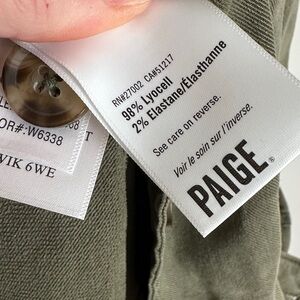 RN#27002 CA#51217
98% Lyocell
2% Elastane/Élasthanne
See care on reverse.
Voir le soin sur l'inverse.
PAIGE®
OR#:W6338
VIK 6WE